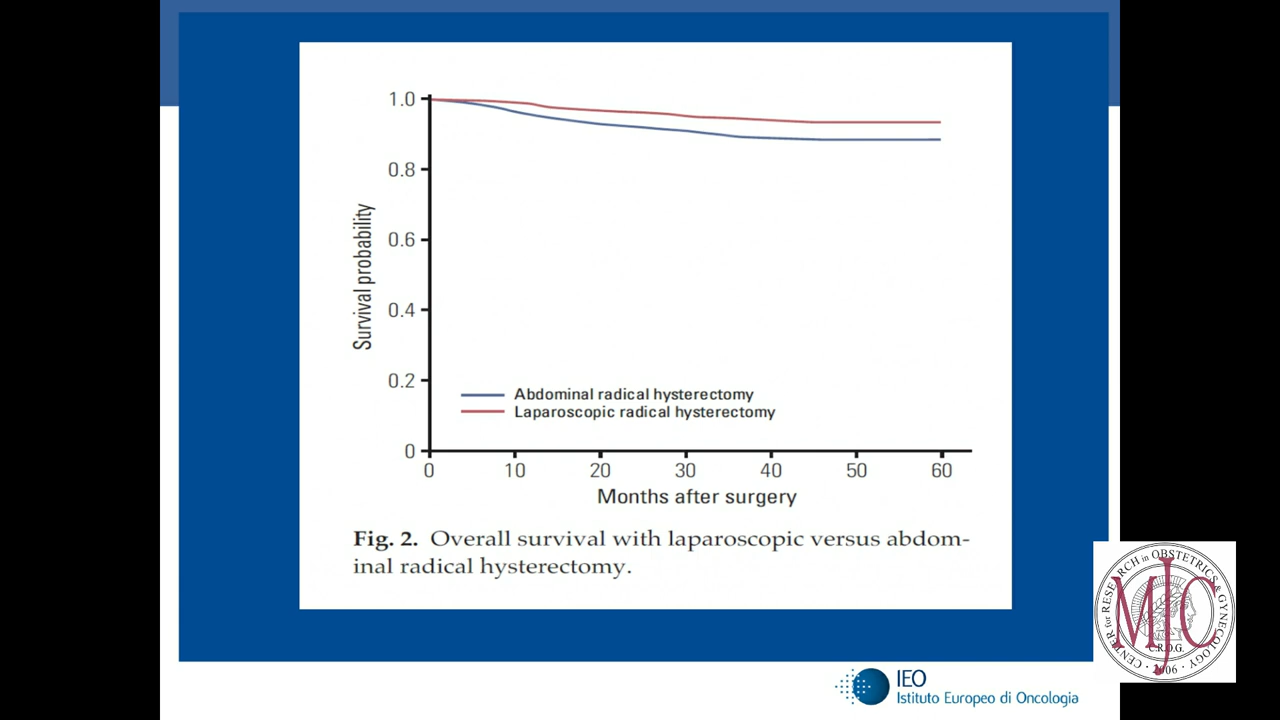 1.0
0.8
0.6
0.4
0.2
0
Survival probability
Abdominal radical hysterectomy
Laparoscopic radical hysterectomy
0 10 20 30 40 50 60
Months after surgery
Fig. 2. Overall survival with laparoscopic versus abdom-
inal radical hysterectomy.
CENTER for RESEARCH in OBSTETRICS & GYNECOLOGY
MJC
C.R.O.G.
2006
IEO
Istituto Europeo di Oncologia